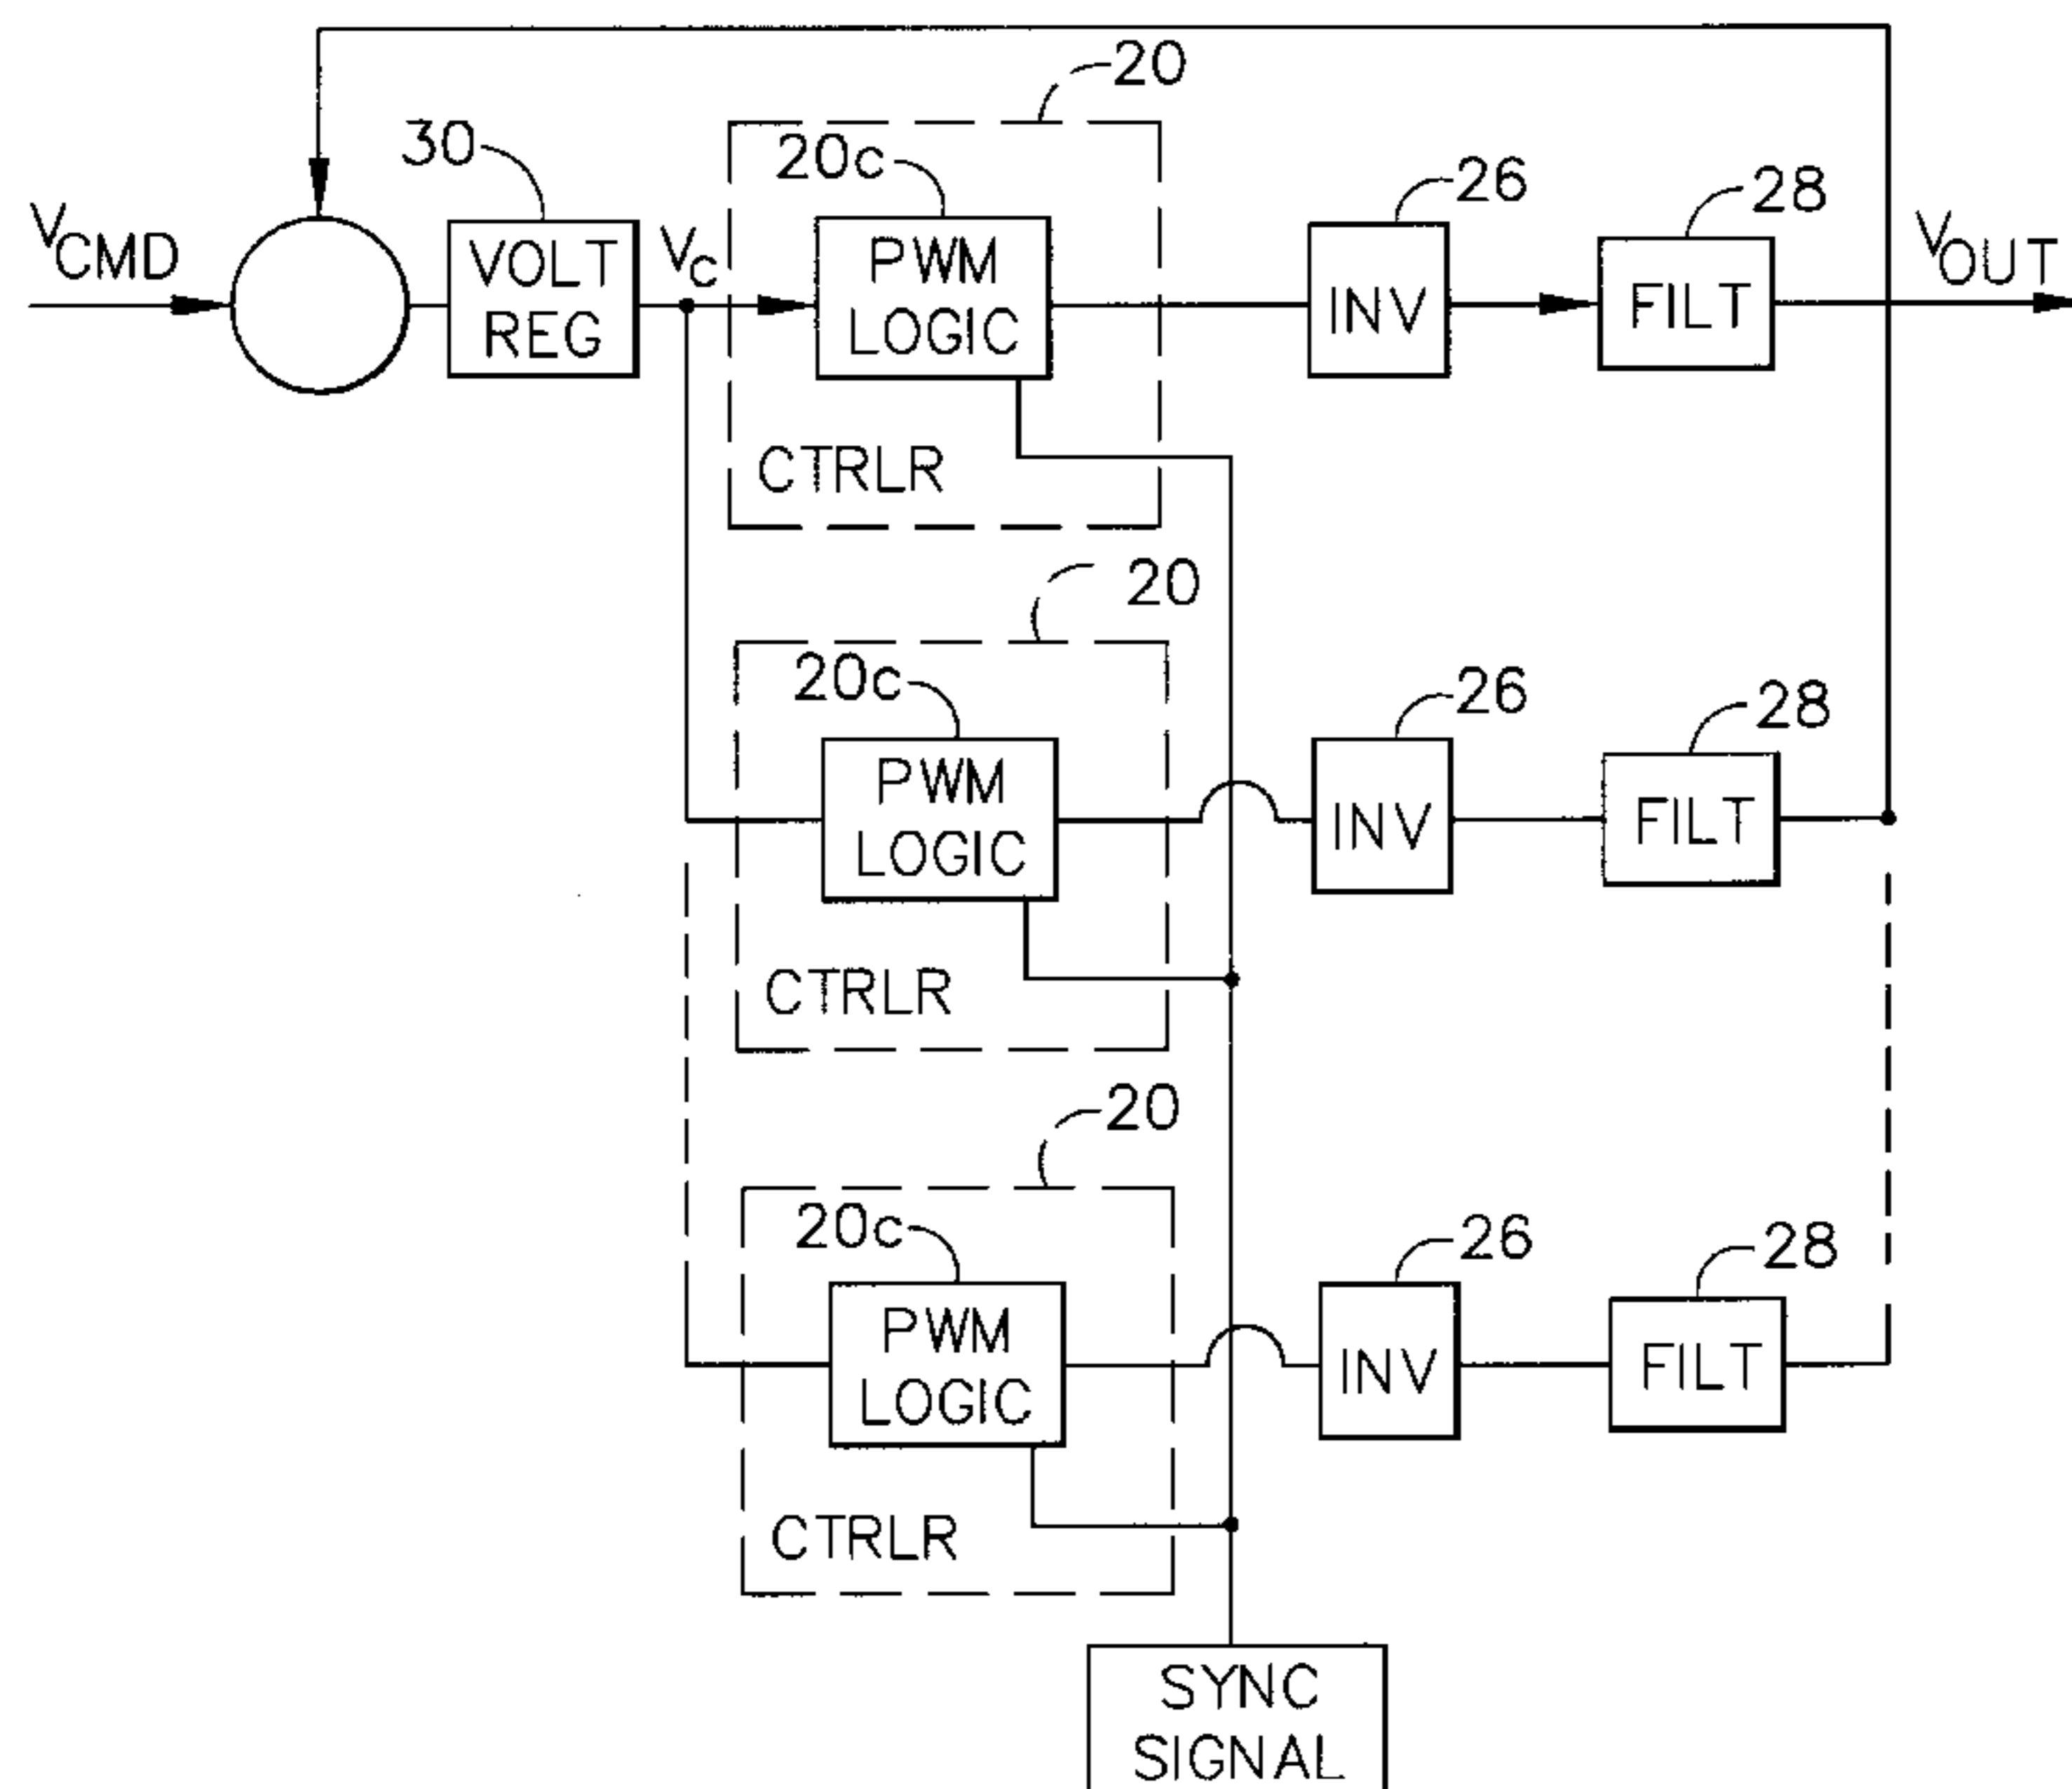 20
30
20c
26
28
VCMD
VOLT
REG
VC
PWM
LOGIC
INV
FILT
VOUT
CTRLR
20
20c
26
28
PWM
LOGIC
INV
FILT
CTRLR
20
20c
26
28
PWM
LOGIC
INV
FILT
CTRLR
SYNC
SIGNAL